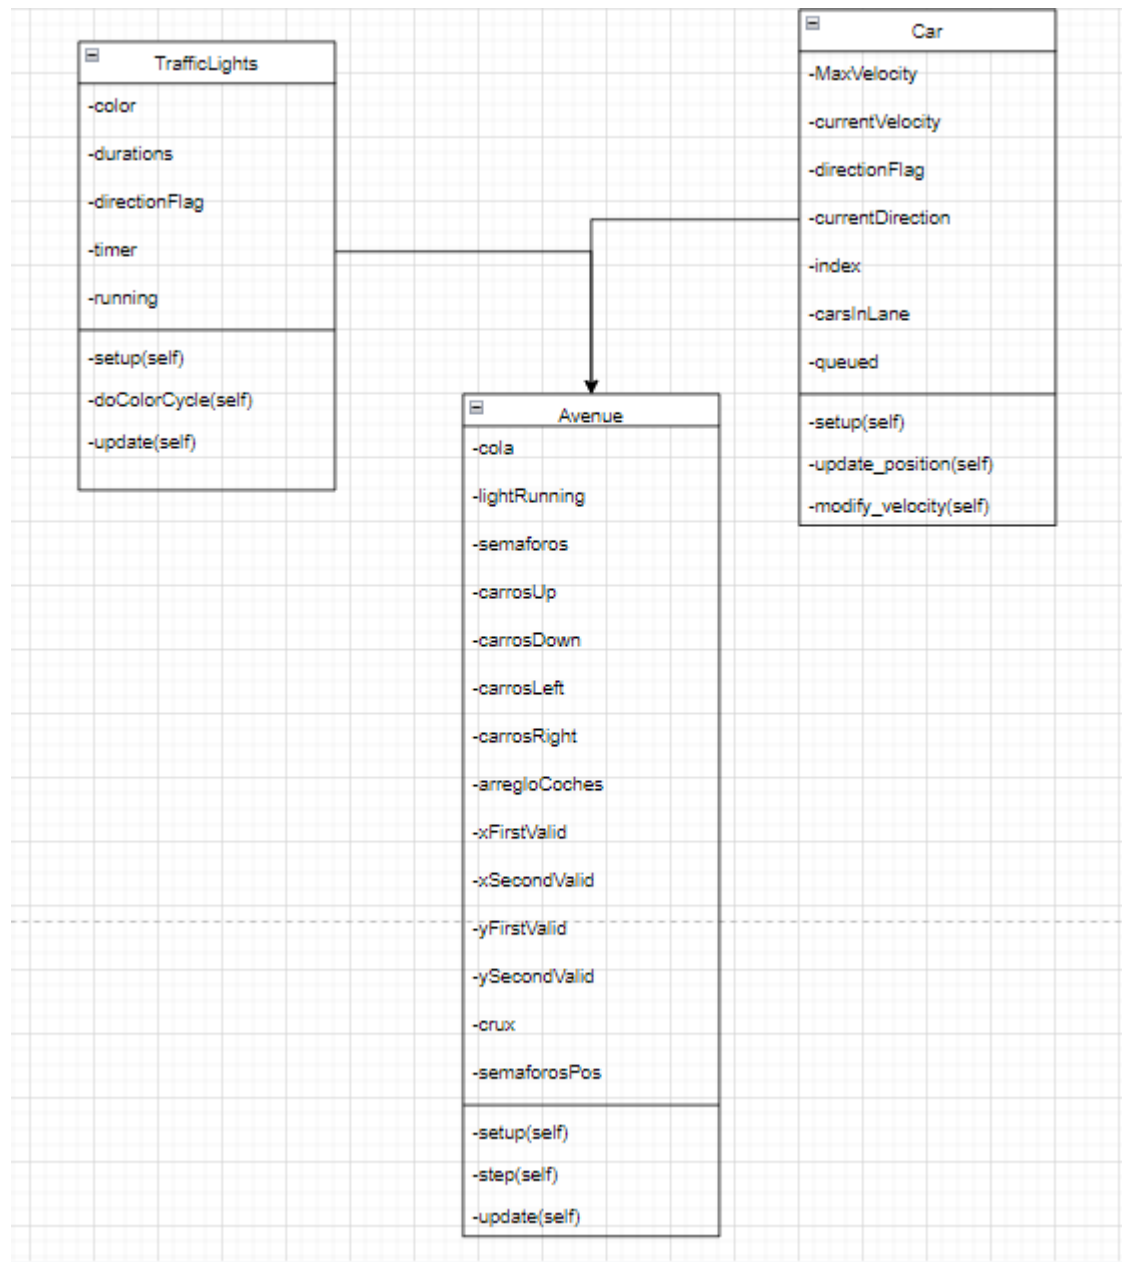 TrafficLights
-color
-durations
-directionFlag
-timer
-running
-setup(self)
-doColorCycle(self)
-update(self)
Car
-MaxVelocity
-currentVelocity
-directionFlag
-currentDirection
-index
-carsInLane
-queued
-setup(self)
-update_position(self)
-modify_velocity(self)
Avenue
-cola
-lightRunning
-semaforos
-carrosUp
-carrosDown
-carrosLeft
-carrosRight
-arregloCoches
-xFirstValid
-xSecondValid
-yFirstValid
-ySecondValid
-crux
-semaforosPos
-setup(self)
-step(self)
-update(self)